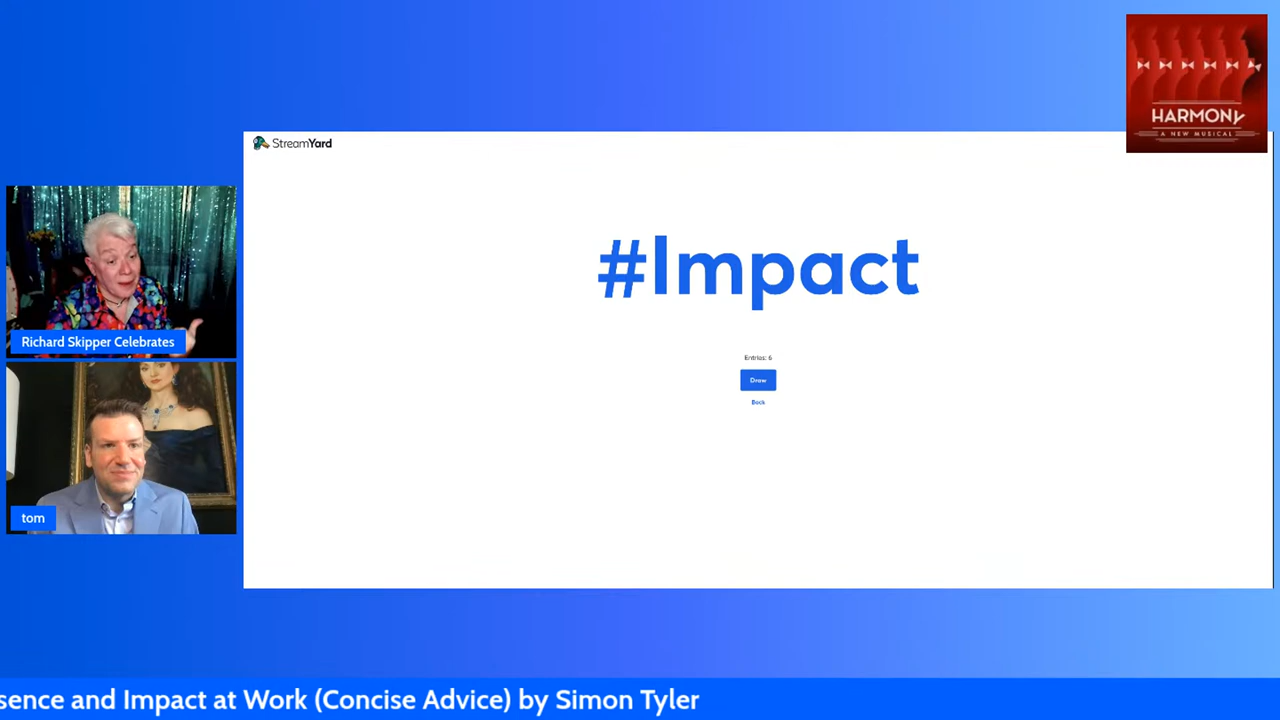 HARMONY
A NEW MUSICAL
StreamYard
#Impact
Entries: 6
Draw
Back
Richard Skipper Celebrates
tom
sence and Impact at Work (Concise Advice) by Simon Tyler